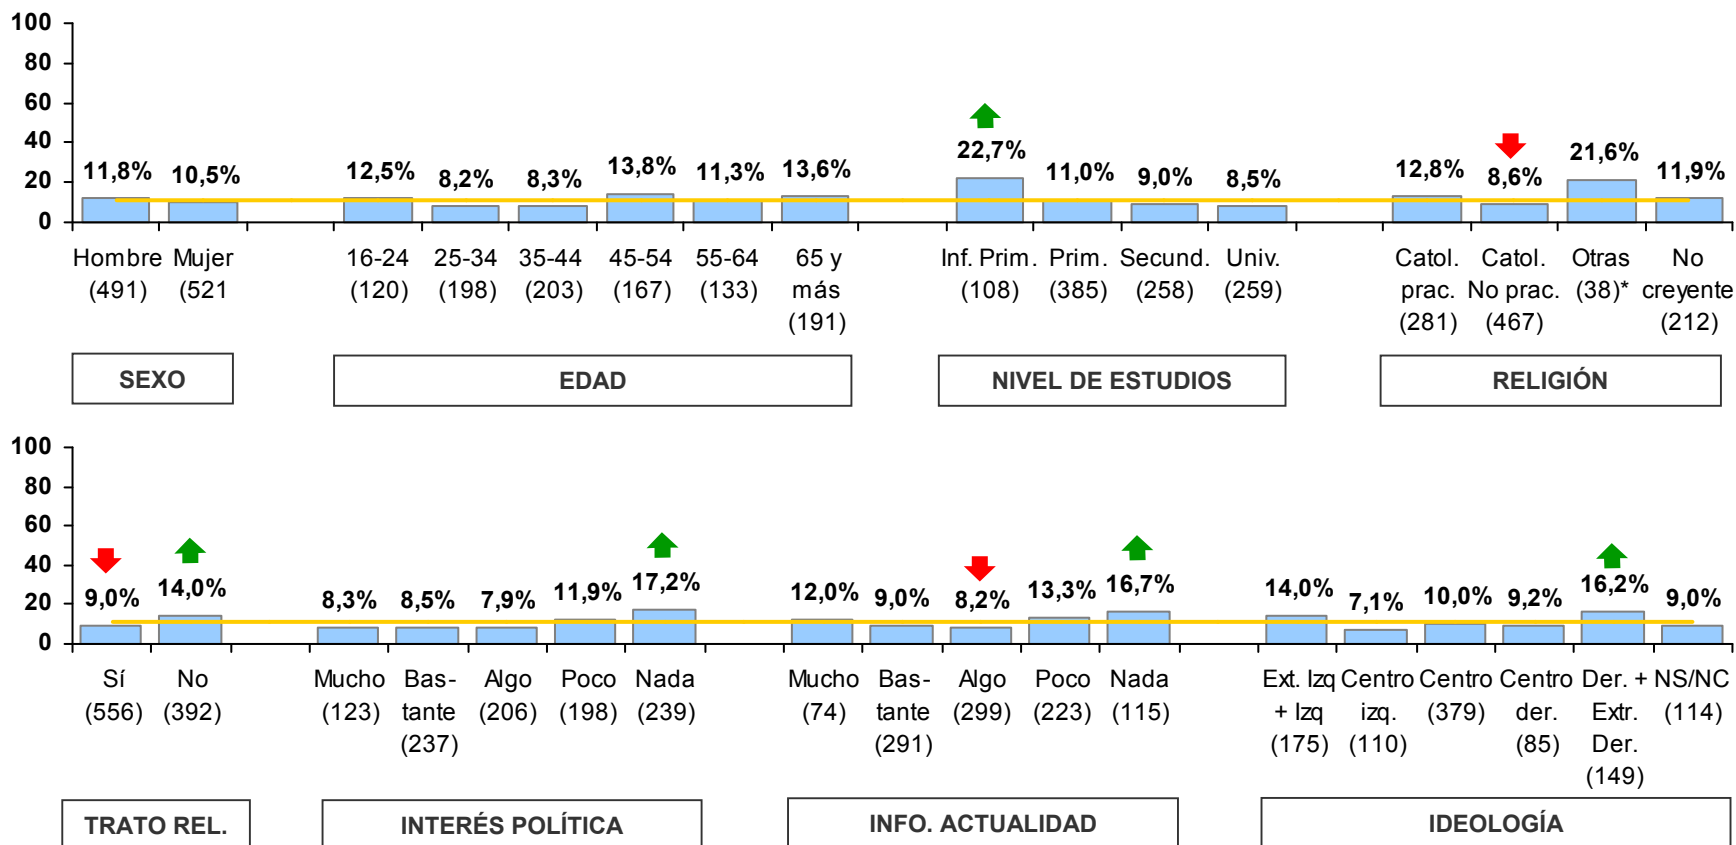 100
80
60
40
20
0
11,8% 10,5% 12,5% 8,2% 8,3% 13,8% 11,3% 13,6% 22,7% 11,0% 9,0% 8,5% 12,8% 8,6% 21,6% 11,9%
Hombre Mujer 16-24 25-34 35-44 45-54 55-64 65 y Inf. Prim. Prim. Secund. Univ. Catol. Catol. Otras No
(491) (521 (120) (198) (203) (167) (133) más (108) (385) (258) (259) prac. No prac. (38)* creyente
(191) (281) (467) (212)
SEXO EDAD NIVEL DE ESTUDIOS RELIGIÓN
100
80
60
40
20
0
9,0% 14,0% 8,3% 8,5% 7,9% 11,9% 17,2% 12,0% 9,0% 8,2% 13,3% 16,7% 14,0% 7,1% 10,0% 9,2% 16,2% 9,0%
Sí No Mucho Bas- Algo Poco Nada Mucho Bas- Algo Poco Nada Ext. Izq Centro Centro Centro Der. + NS/NC
(556) (392) (123) tante (206) (198) (239) (74) tante (299) (223) (115) + Izq izq. (379) der. Extr. (114)
(237) (291) (175) (110) (85) Der.
(149)
TRATO REL. INTERÉS POLÍTICA INFO. ACTUALIDAD IDEOLOGÍA